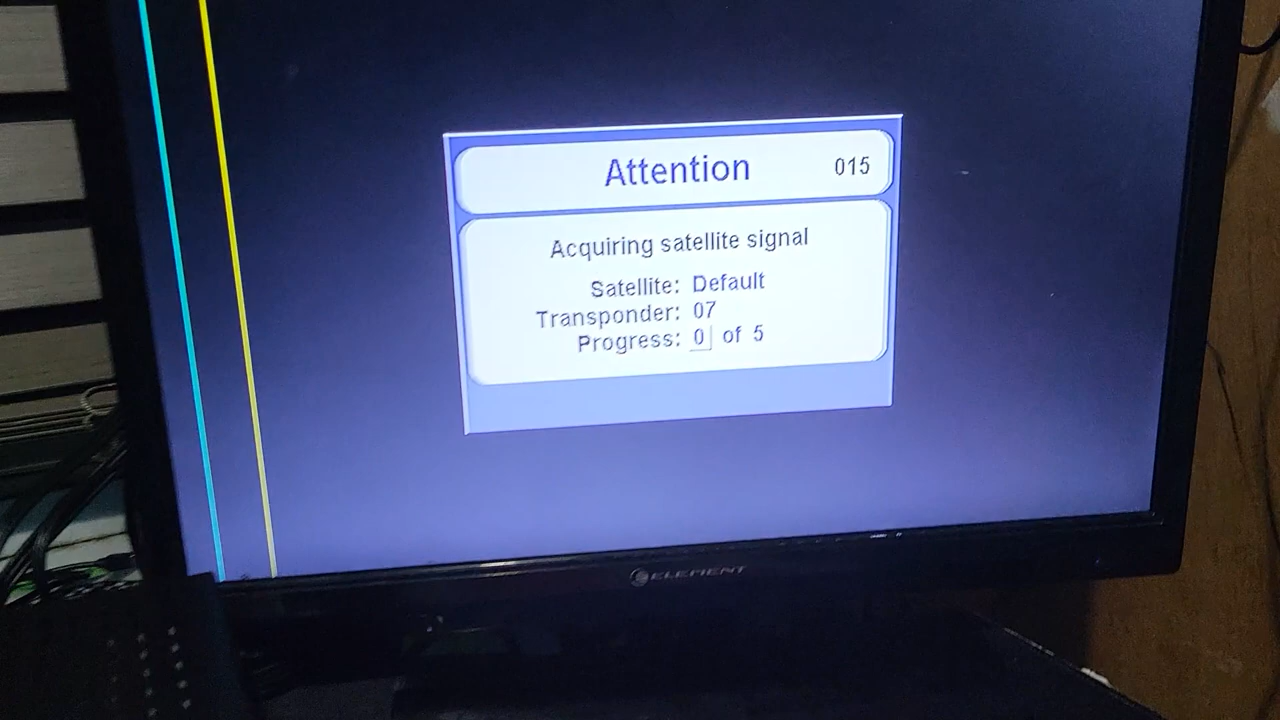 Attention 015
Acquiring satellite signal
Satellite: Default
Transponder: 07
Progress: 0 of 5
ELEMENT